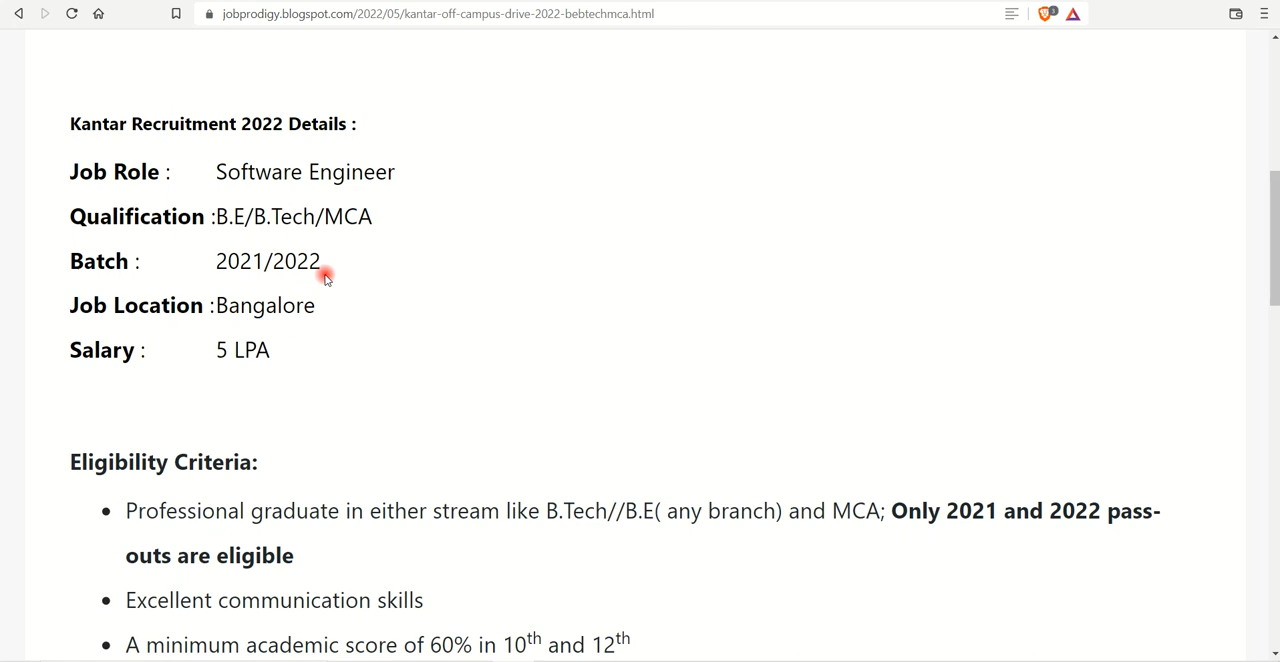 jobprodigy.blogspot.com/2022/05/kantar-off-campus-drive-2022-bebtechmca.html
3
Kantar Recruitment 2022 Details :
Job Role : Software Engineer
Qualification :B.E/B.Tech/MCA
Batch : 2021/2022
Job Location :Bangalore
Salary : 5 LPA
Eligibility Criteria:
• Professional graduate in either stream like B.Tech//B.E( any branch) and MCA; Only 2021 and 2022 pass-
outs are eligible
• Excellent communication skills
• A minimum academic score of 60% in 10th and 12th